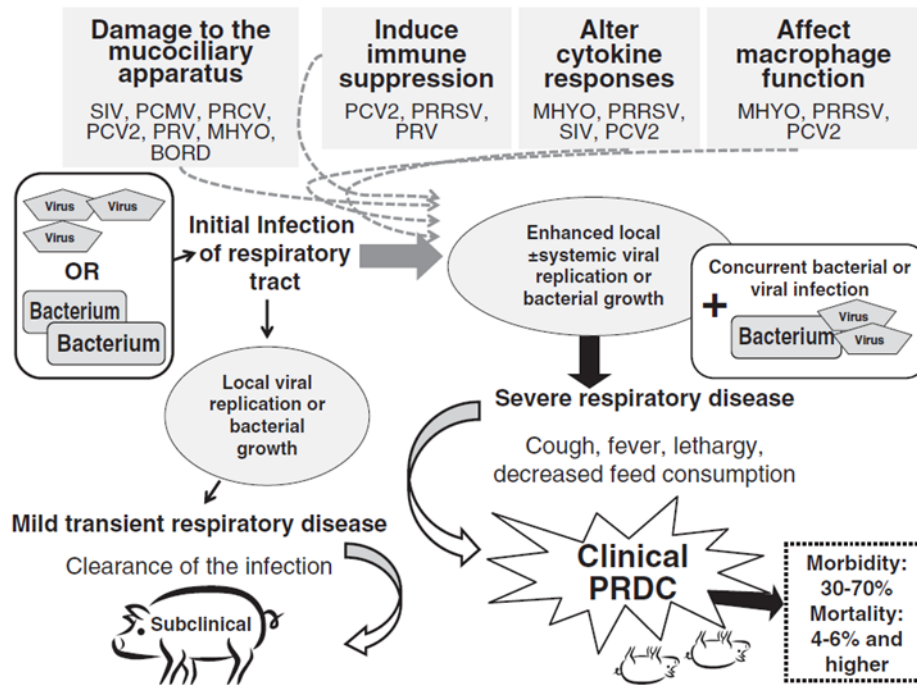 Damage to the
mucociliary
apparatus
SIV, PCMV, PRCV,
PCV2, PRV, MHYO,
BORD
Induce
immune
suppression
PCV2, PRRSV,
PRV
Alter
cytokine
responses
MHYO, PRRSV,
SIV, PCV2
Affect
macrophage
function
MHYO, PRRSV,
PCV2
Virus
Virus
Virus
OR
Bacterium
Bacterium
Initial Infection
of respiratory
tract
Enhanced local
±systemic viral
replication or
bacterial growth
+
Concurrent bacterial or
viral infection
Bacterium
Virus
Virus
Local viral
replication or
bacterial
growth
Severe respiratory disease
Cough, fever, lethargy,
decreased feed consumption
Mild transient respiratory disease
Clearance of the infection
Subclinical
Clinical
PRDC
Morbidity:
30-70%
Mortality:
4-6% and
higher